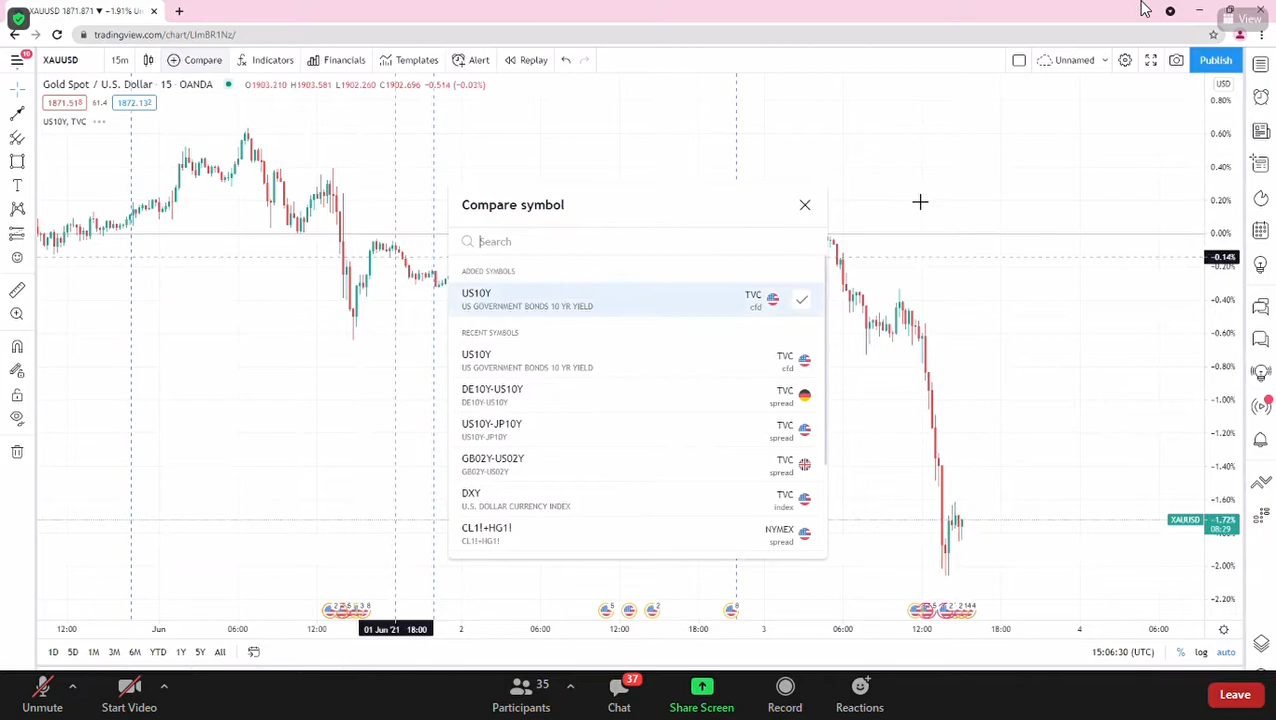 XAUUSD 1871.871 ▼ −1.91% Un
View
tradingview.com/chart/LImBR1Nz/
10
XAUUSD 15m Compare Indicators Financials Templates Alert Replay Unnamed Publish
Gold Spot / U.S. Dollar · 15 · OANDA O1903.210 H1903.581 L1902.260 C1902.696 −0.514 (−0.03%)
USD
1871.518 61.4 1872.132
US10Y, TVC
0.80%
0.60%
0.40%
0.20%
0.00%
−0.14%
−0.20%
−0.40%
−0.60%
−0.80%
−1.00%
−1.20%
−1.40%
−1.60%
XAUUSD −1.72%
08:29
−2.00%
−2.20%
Compare symbol
Search
ADDED SYMBOLS
US10Y TVC
US GOVERNMENT BONDS 10 YR YIELD cfd
RECENT SYMBOLS
US10Y TVC
US GOVERNMENT BONDS 10 YR YIELD cfd
DE10Y-US10Y TVC
DE10Y-US10Y spread
US10Y-JP10Y TVC
US10Y-JP10Y spread
GB02Y-US02Y TVC
GB02Y-US02Y spread
DXY TVC
U.S. DOLLAR CURRENCY INDEX index
CL1!+HG1! NYMEX
CL1!+HG1! spread
12:00 Jun 06:00 12:00 01 Jun '21 18:00 2 06:00 12:00 18:00 3 06:00 12:00 18:00 4 06:00
1D 5D 1M 3M 6M YTD 1Y 5Y All 15:06:30 (UTC) % log auto
35 37
Unmute Start Video Participants Chat Share Screen Record Reactions Leave